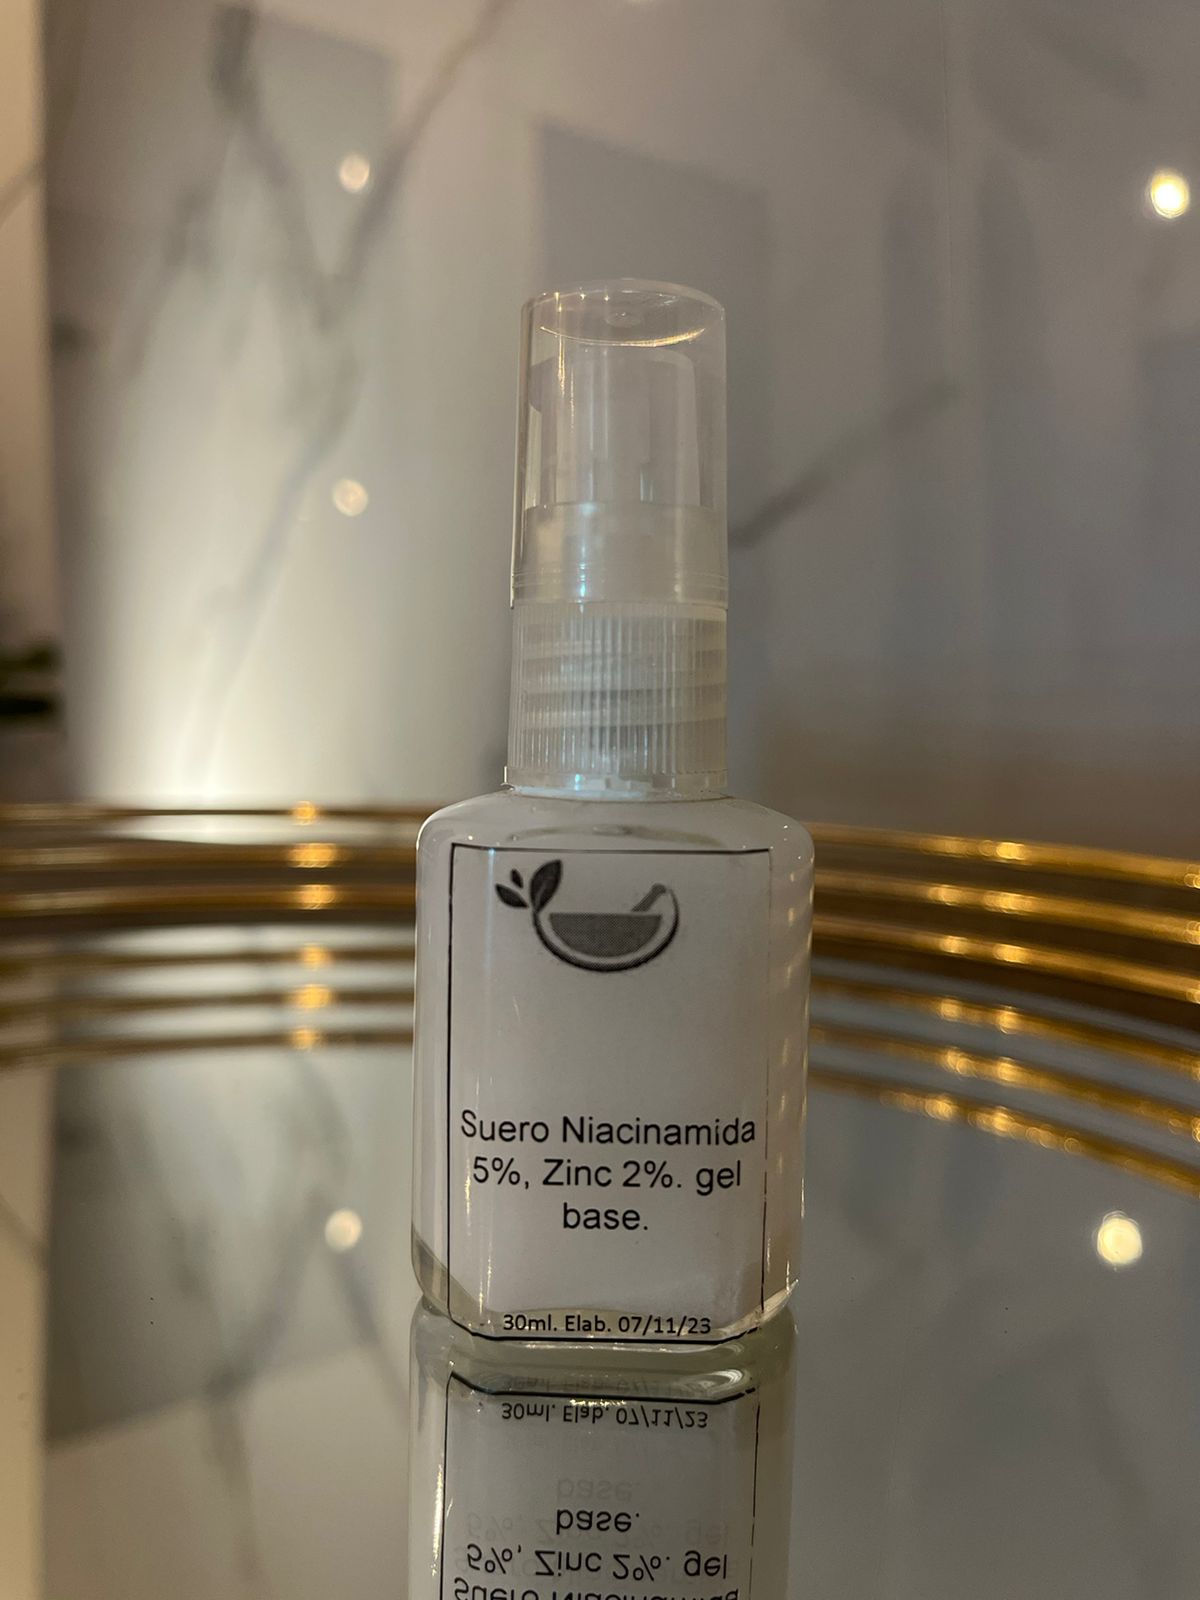 Suero Niacinamida
5%, Zinc 2%. gel
base.
30ml. Elab. 07/11/23